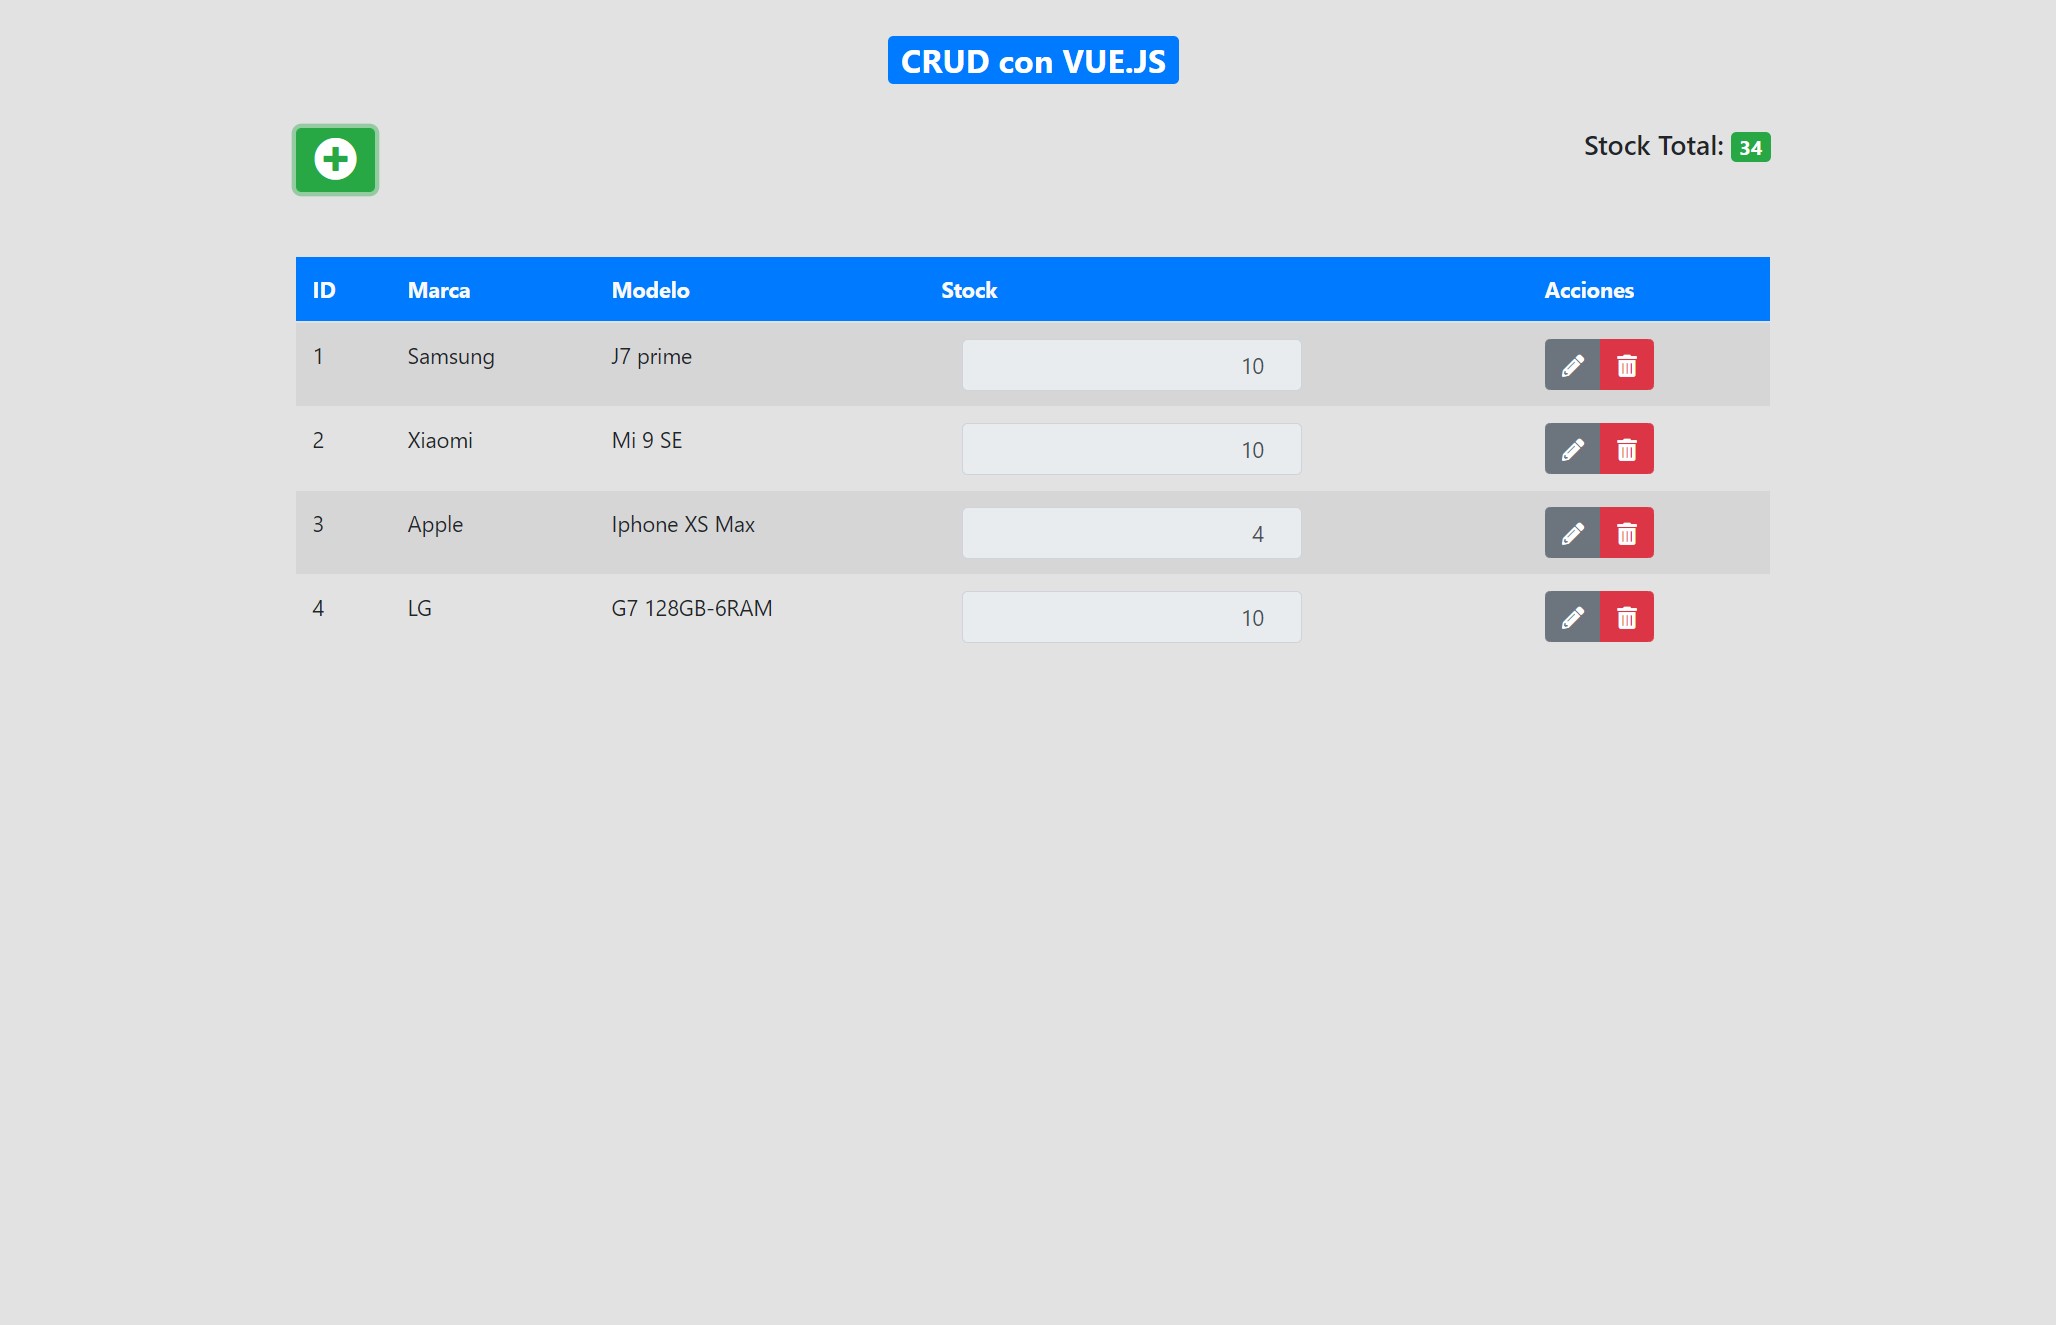 CRUD con VUE.JS
Stock Total: 34
ID Marca Modelo Stock Acciones
1 Samsung J7 prime 10
2 Xiaomi Mi 9 SE 10
3 Apple Iphone XS Max 4
4 LG G7 128GB-6RAM 10